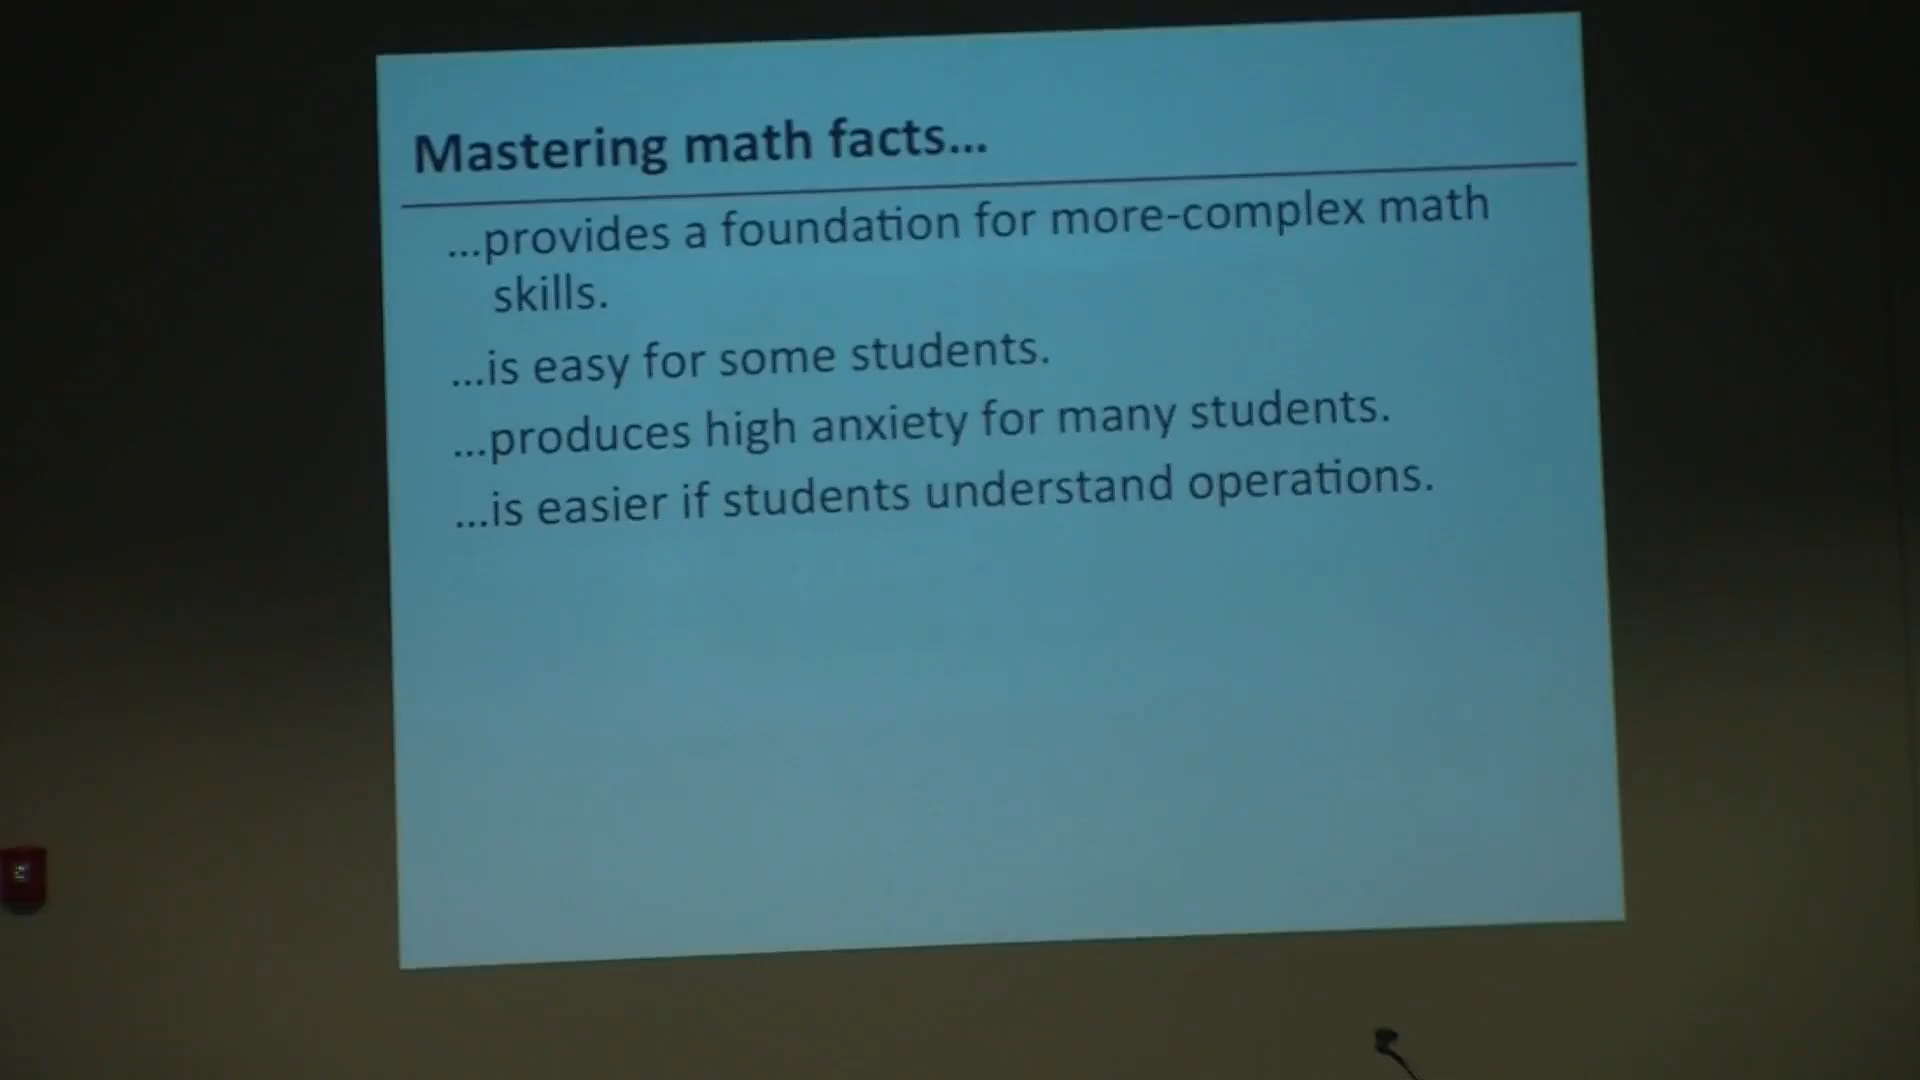 Mastering math facts...
...provides a foundation for more-complex math
skills.
...is easy for some students.
...produces high anxiety for many students.
...is easier if students understand operations.